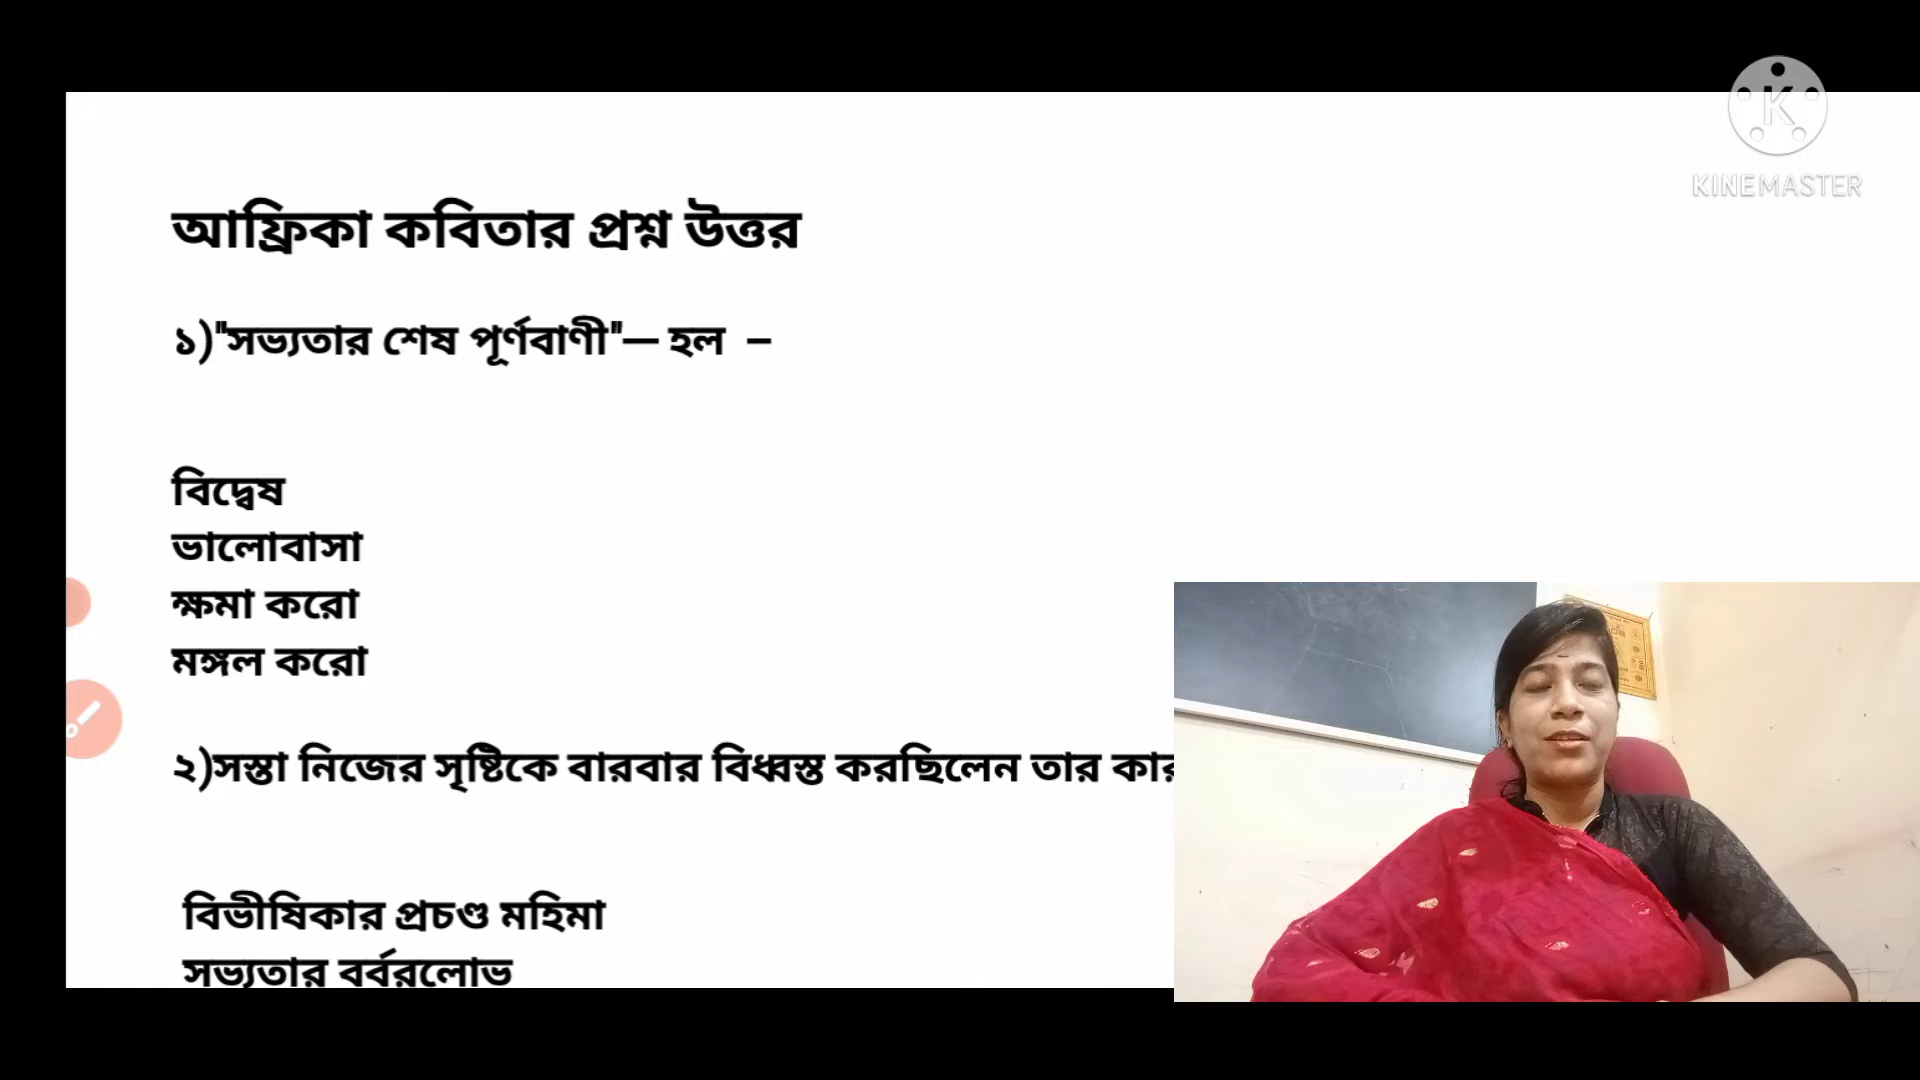 আফ্রিকা কবিতার প্রশ্ন উত্তর
১)"সভ্যতার শেষ পূর্ণবাণী"— হল –
বিদ্বেষ
ভালোবাসা
ক্ষমা করো
মঙ্গল করো
২)সস্তা নিজের সৃষ্টিকে বারবার বিধ্বস্ত করছিলেন তার
বিভীষিকার প্রচণ্ড মহিমা
সভ্যতার বর্বরলোভ
K
KINEMASTER